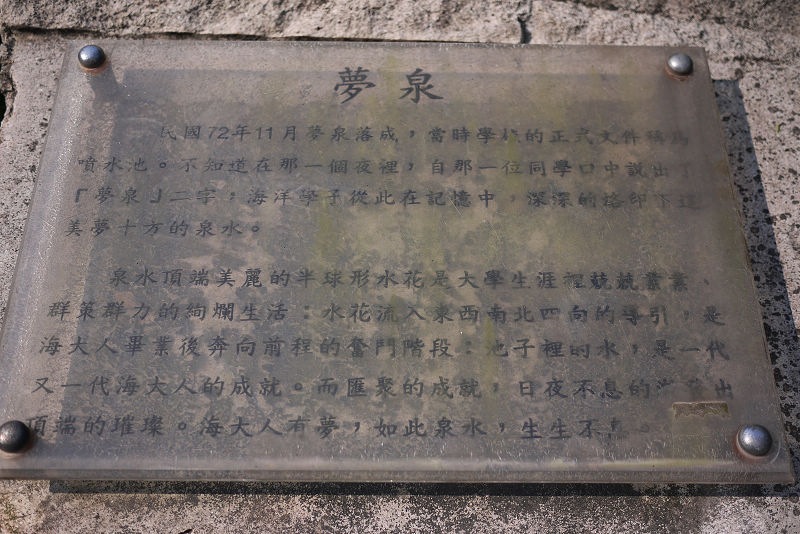 夢泉
民國72年11月夢泉落成，當時學校的正式文件稱為
噴水池。不知道在那一個夜裡，自那一位同學口中說出了
「夢泉」二字；海洋學子從此在記憶中，深深的烙印下這
美夢十方的泉水。
泉水頂端美麗的半球形水花是大學生涯裡兢兢業業、
群策群力的絢爛生活；水花流入東西南北四向的導引，是
海大人畢業後奔向前程的奮鬥階段；池子裡的水，是一代
又一代海大人的成就。而匯聚的成就，日夜不息的 出
頂端的璀璨。海大人有夢，如此泉水，生生不 。